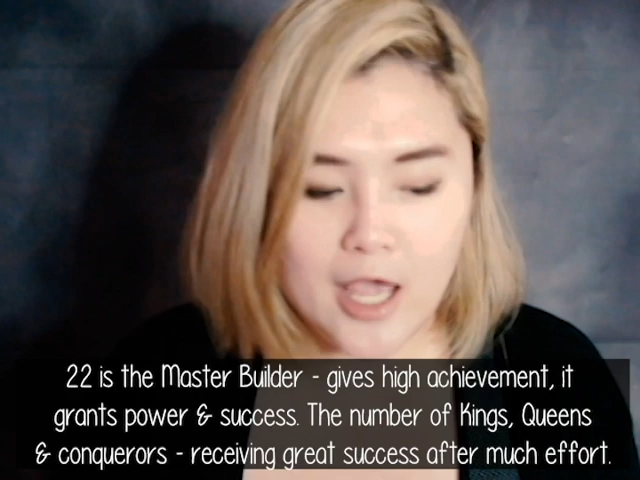 22 is the Master Builder - gives high achievement, it
grants power & success. The number of Kings, Queens
& conquerors - receiving great success after much effort.